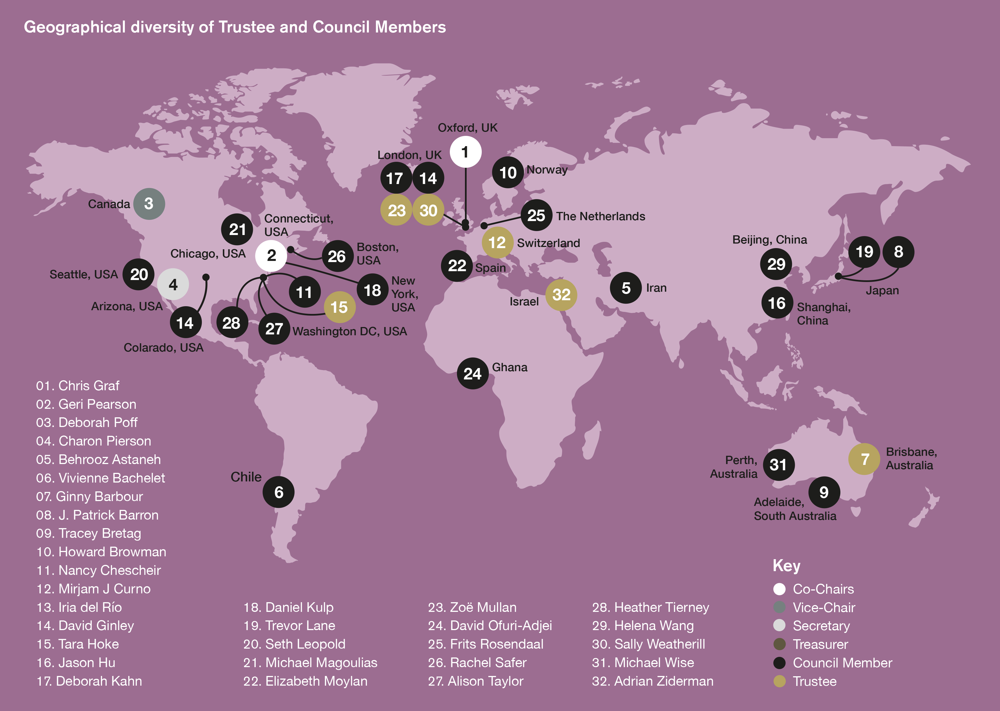 Geographical diversity of Trustee and Council Members
Oxford, UK
1
London, UK
17
14
23
30
10
Norway
Canada
3
25
The Netherlands
21
Connecticut,
USA
12
Switzerland
Chicago, USA
2
26
Boston,
USA
22
Spain
Beijing, China
29
19
8
Japan
Seattle, USA
20
4
Arizona, USA
11
18
New
York,
USA
15
Israel
32
5
Iran
16
Shanghai,
China
14
28
27
Washington DC, USA
Colarado, USA
24
Ghana
Chile
6
Perth,
Australia
31
7
Brisbane,
Australia
9
Adelaide,
South Australia
01. Chris Graf
02. Geri Pearson
03. Deborah Poff
04. Charon Pierson
05. Behrooz Astaneh
06. Vivienne Bachelet
07. Ginny Barbour
08. J. Patrick Barron
09. Tracey Bretag
10. Howard Browman
11. Nancy Chescheir
12. Mirjam J Curno
13. Iria del Río
14. David Ginley
15. Tara Hoke
16. Jason Hu
17. Deborah Kahn
18. Daniel Kulp
19. Trevor Lane
20. Seth Leopold
21. Michael Magoulias
22. Elizabeth Moylan
23. Zoë Mullan
24. David Ofuri-Adjei
25. Frits Rosendaal
26. Rachel Safer
27. Alison Taylor
28. Heather Tierney
29. Helena Wang
30. Sally Weatherill
31. Michael Wise
32. Adrian Ziderman
Key
Co-Chairs
Vice-Chair
Secretary
Treasurer
Council Member
Trustee